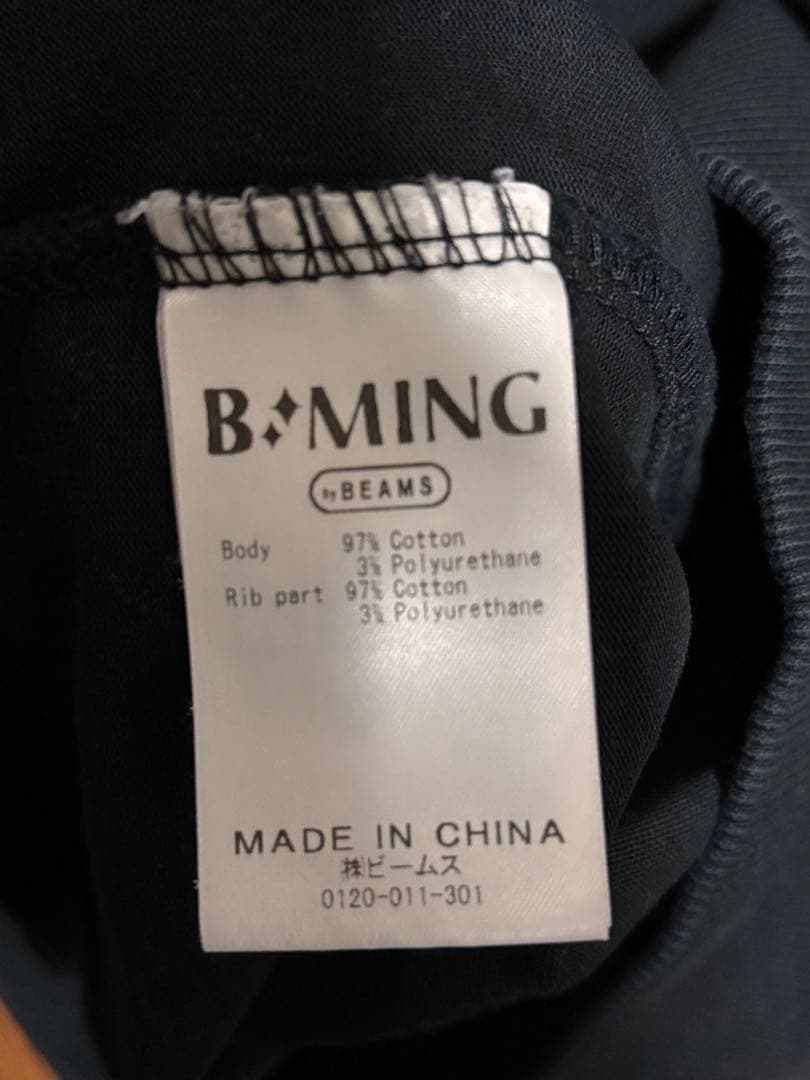 B MING
By BEAMS
Body 97% Cotton
3% Polyurethane
Rib part 97% Cotton
3% Polyurethane
MADE IN CHINA
㈱ビームス
0120-011-301